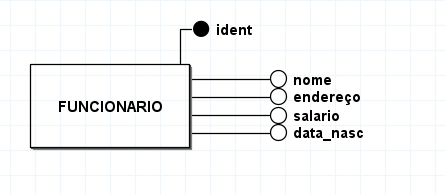 ident
nome
endereço
FUNCIONARIO
salario
data_nasc